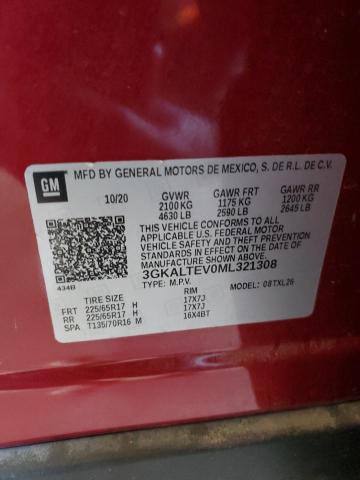 GM
MFD BY GENERAL MOTORS DE MEXICO, S. DE R.L. DE C.V.
10/20 GVWR GAWR FRT GAWR RR
2100 KG 1175 KG 1200 KG
4630 LB 2590 LB 2645 LB
THIS VEHICLE CONFORMS TO ALL
APPLICABLE U.S. FEDERAL MOTOR
VEHICLE SAFETY, BUMPER, AND THEFT
PREVENTION STANDARDS IN EFFECT ON THE
DATE OF MANUFACTURE SHOWN ABOVE.
3GKALTEV0ML321308
434B TYPE: M.P.V. MODEL: 08TXL26
TIRE SIZE RIM
FRT 225/65R17 H 17X7J
RR 225/65R17 H 17X7J
SPA T135/70R16 M 16X4BT